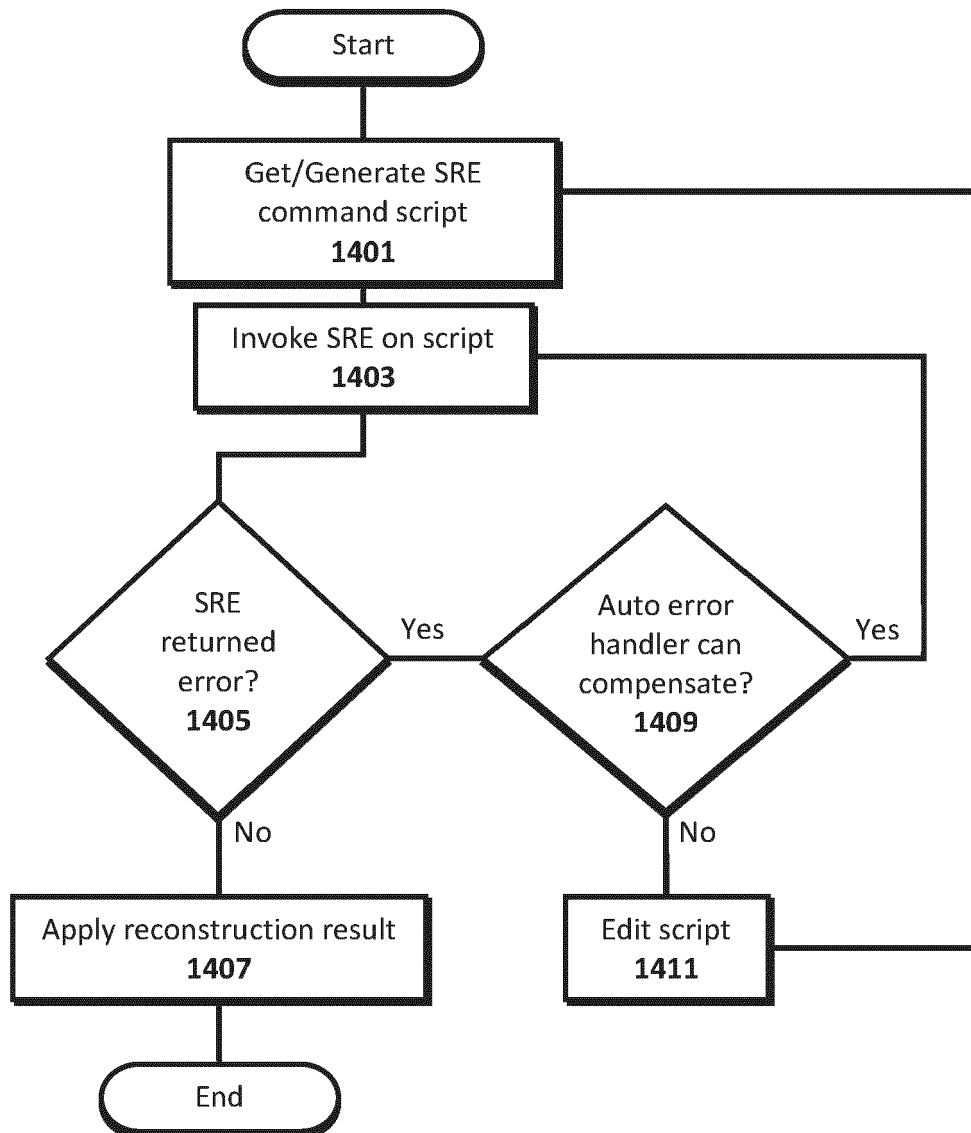 Start
Get/Generate SRE
command script
1401
Invoke SRE on script
1403
SRE
returned
error?
1405
Yes
Auto error
handler can
compensate?
1409
Yes
No
No
Apply reconstruction result
1407
Edit script
1411
End